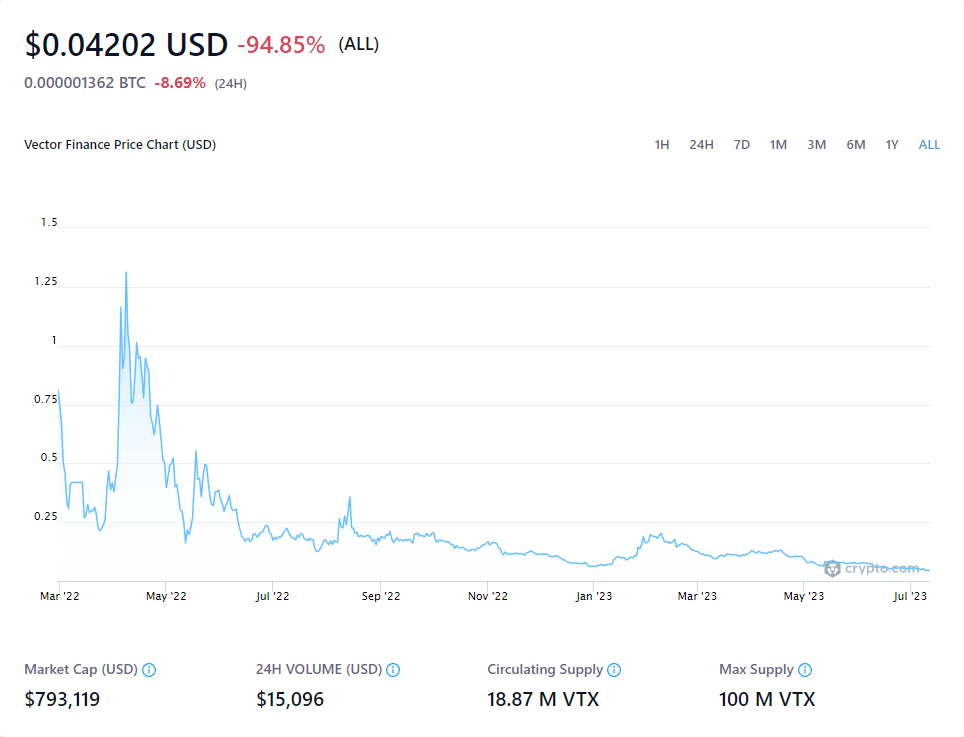 $0.04202 USD -94.85% (ALL)
0.000001362 BTC -8.69% (24H)
Vector Finance Price Chart (USD) 1H 24H 7D 1M 3M 6M 1Y ALL
1.5
1.25
1
0.75
0.5
0.25
crypto.com
Mar '22 May '22 Jul '22 Sep '22 Nov '22 Jan '23 Mar '23 May '23 Jul '23
Market Cap (USD) 24H VOLUME (USD) Circulating Supply Max Supply
$793,119 $15,096 18.87 M VTX 100 M VTX